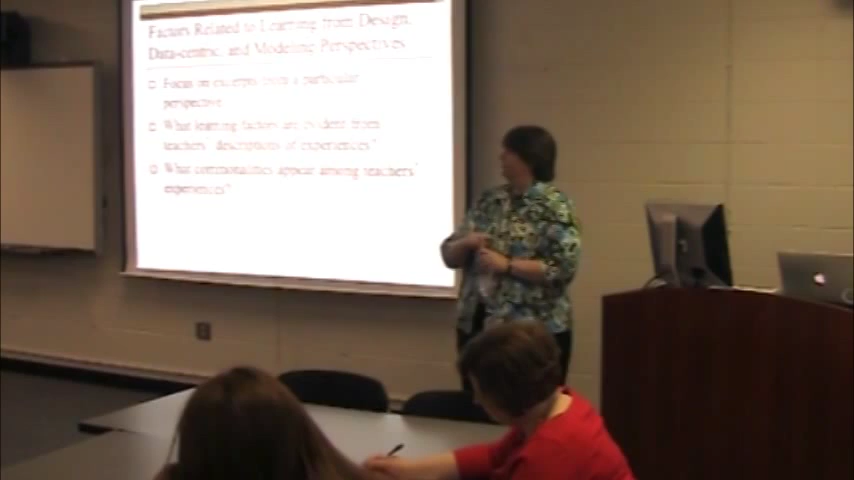 Factors Related to Learning from Design,
Data-centric, and Modeling Perspectives
Focus on excerpts from a particular
perspective
What learning factors are evident from
teachers' descriptions of experiences?
What commonalities appear among teachers'
experiences?